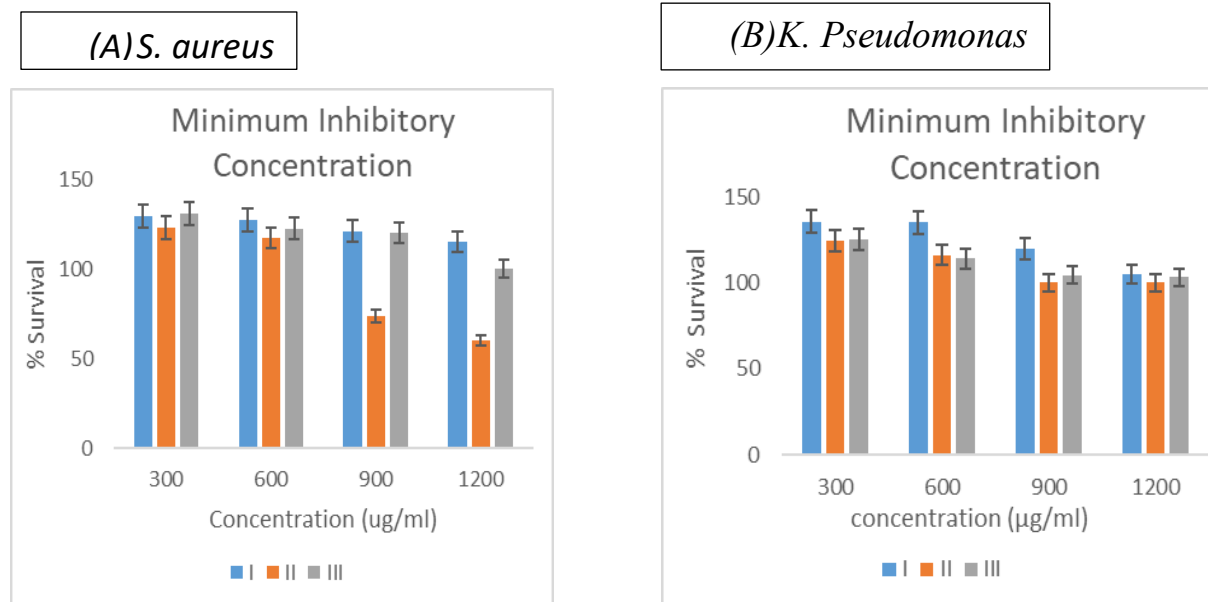 (A)S. aureus
Minimum Inhibitory
Concentration
150
100
50
0
% Survival
300 600 900 1200
Concentration (ug/ml)
I II III
(B)K. Pseudomonas
Minimum Inhibitory
Concentration
150
100
50
0
% Survival
300 600 900 1200
concentration (µg/ml)
I II III